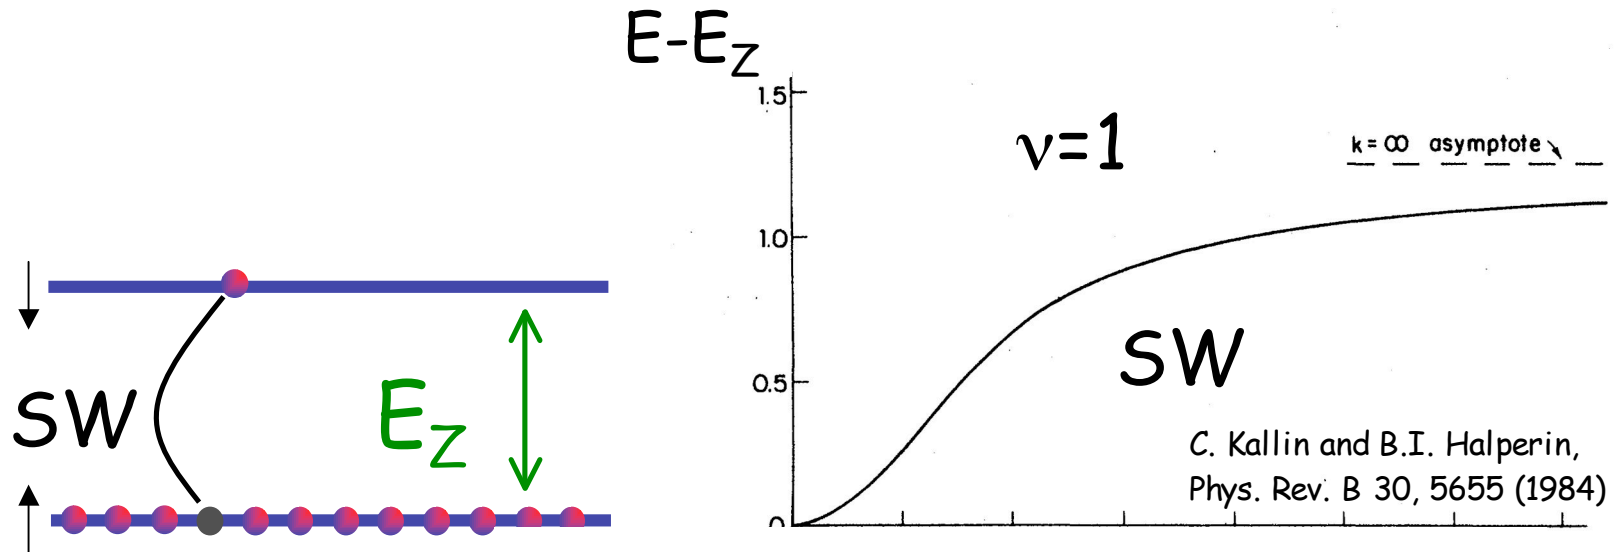 E-E_Z
1.5
ν=1
k = ∞ asymptote
1.0
SW
0.5
C. Kallin and B.I. Halperin,
Phys. Rev. B 30, 5655 (1984)
0
SW
E_Z